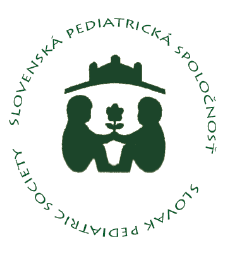 SLOVENSKÁ PEDIATRICKÁ SPOLOČNOSŤ
SLOVAK PEDIATRIC SOCIETY